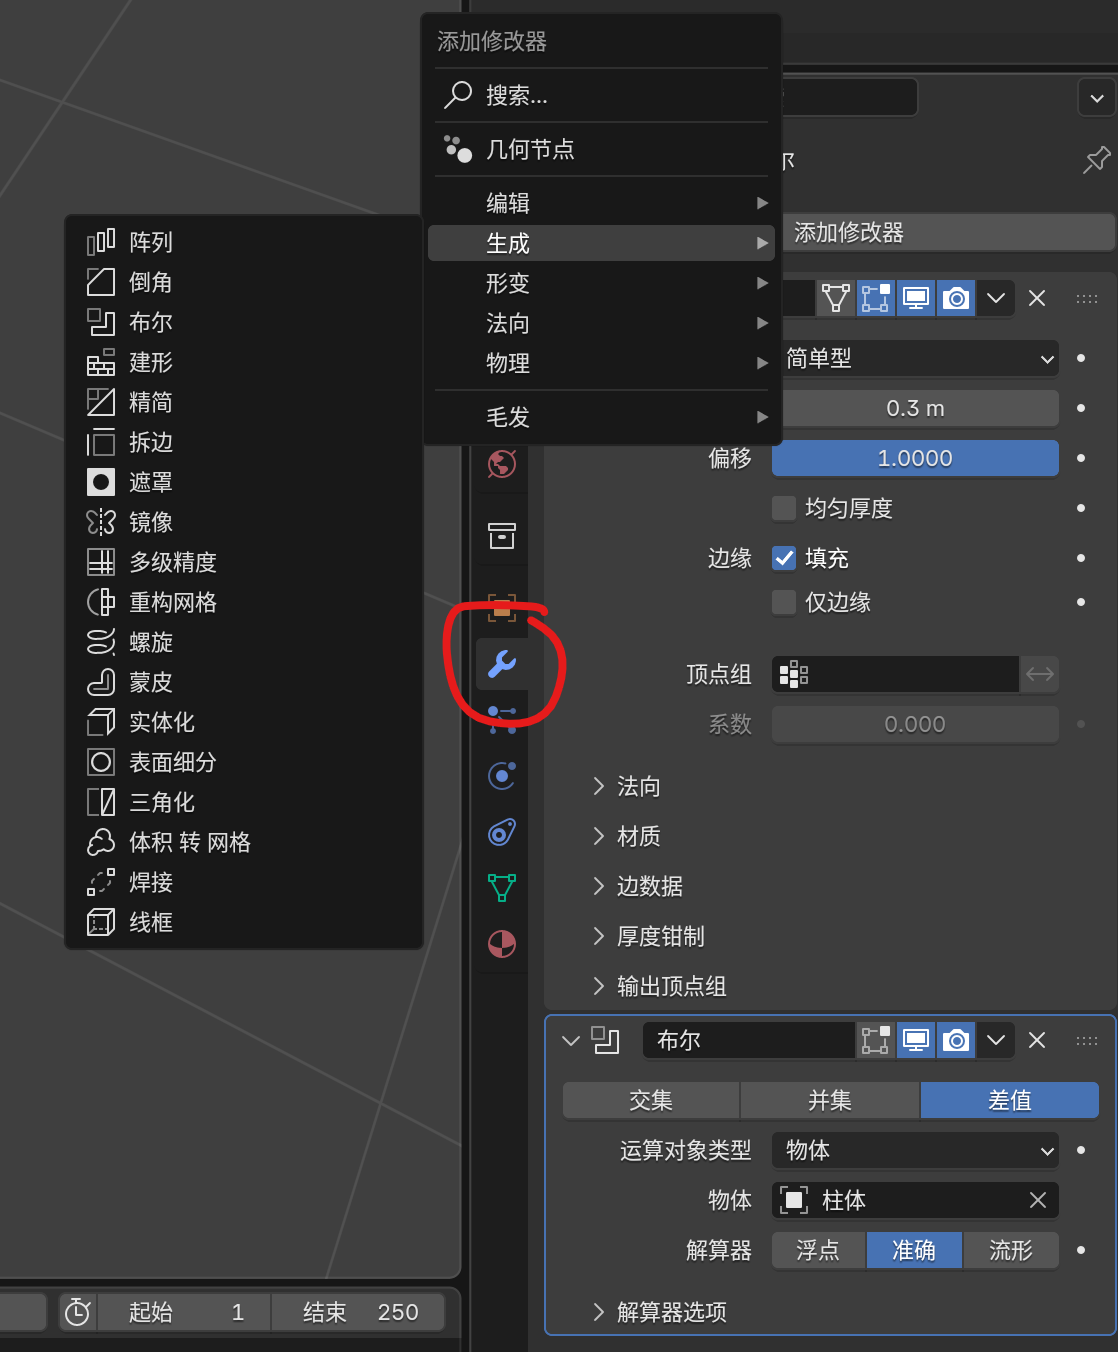 添加修改器
搜索...
几何节点
编辑
生成
形变
法向
物理
毛发
阵列
倒角
布尔
建形
精简
拆边
遮罩
镜像
多级精度
重构网格
螺旋
蒙皮
实体化
表面细分
三角化
体积 转 网格
焊接
线框
尔
添加修改器
简单型
0.3 m
偏移 1.0000
均匀厚度
边缘 填充
仅边缘
顶点组
系数 0.000
法向
材质
边数据
厚度钳制
输出顶点组
布尔
交集 并集 差值
运算对象类型 物体
物体 柱体
解算器 浮点 准确 流形
解算器选项
起始 1 结束 250